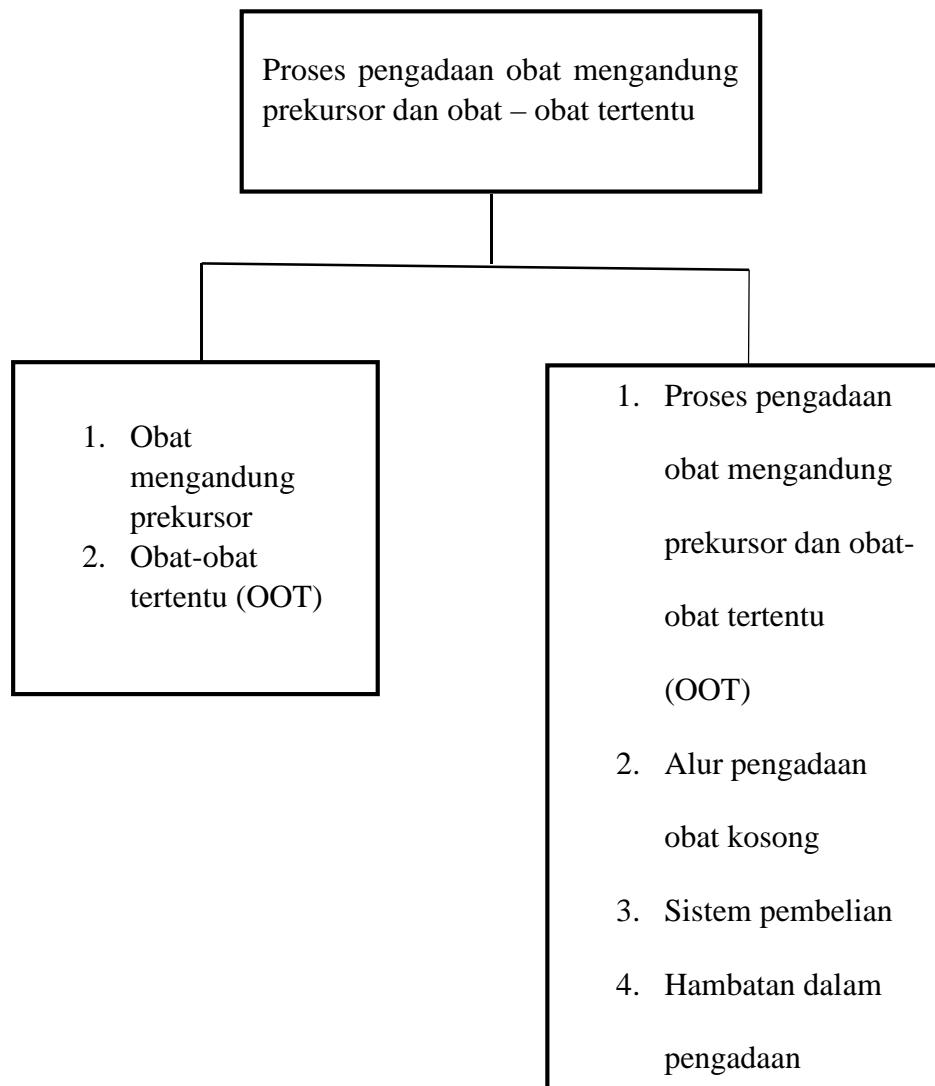 Proses pengadaan obat mengandung
prekursor dan obat – obat tertentu
1. Obat
mengandung
prekursor
2. Obat-obat
tertentu (OOT)
1. Proses pengadaan
obat mengandung
prekursor dan obat-
obat tertentu
(OOT)
2. Alur pengadaan
obat kosong
3. Sistem pembelian
4. Hambatan dalam
pengadaan